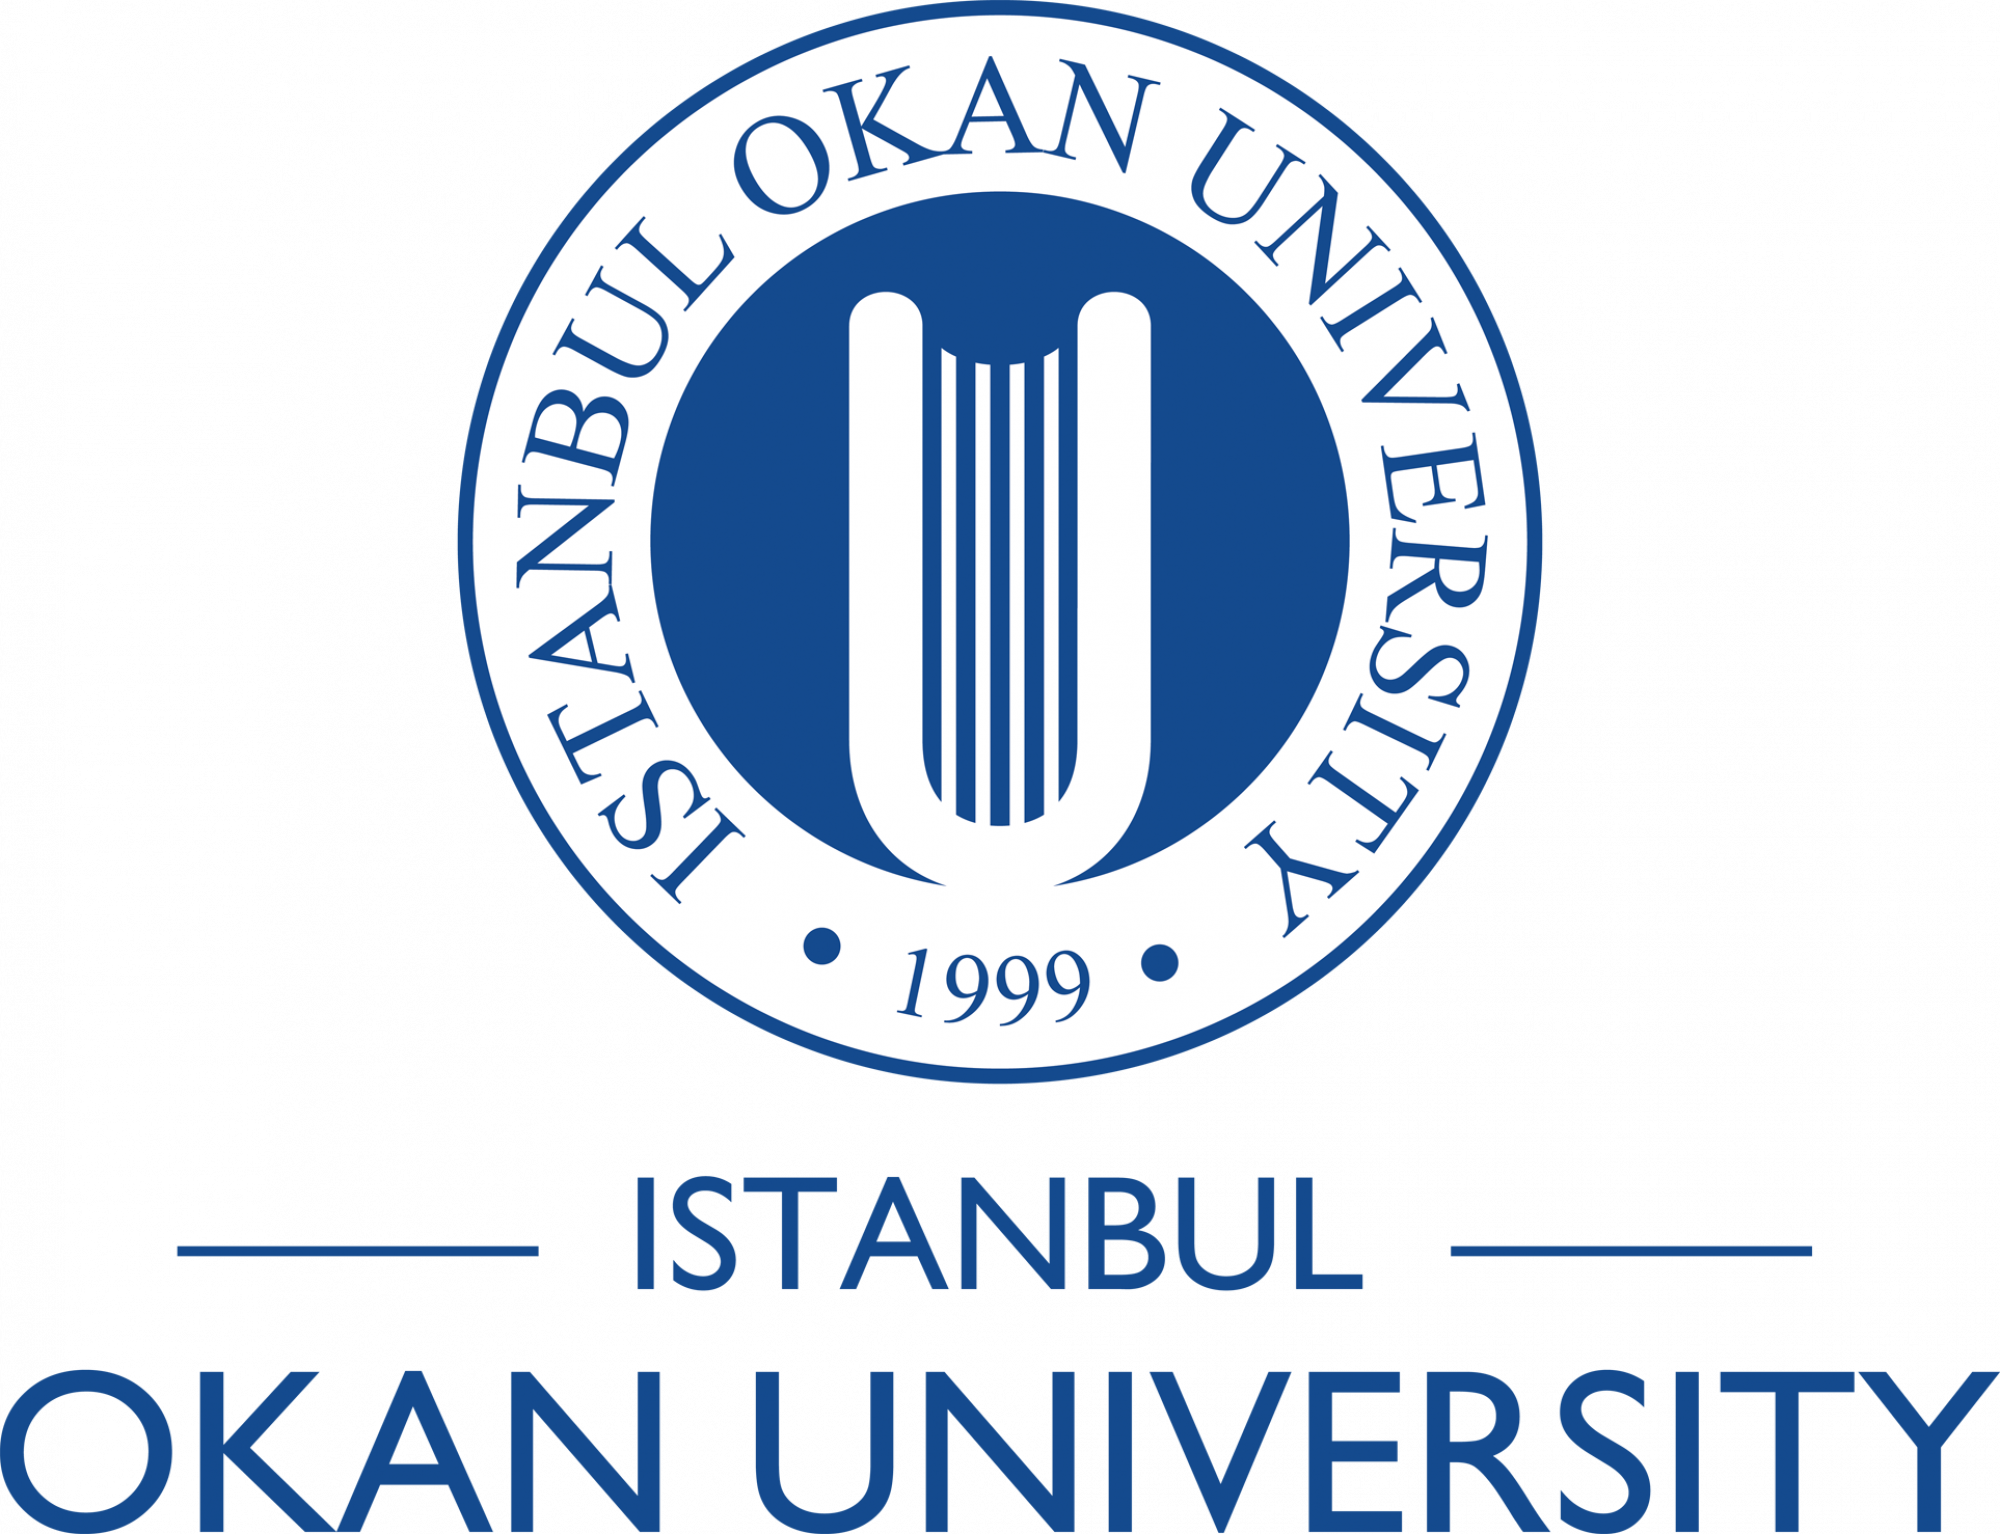 ISTANBUL OKAN UNIVERSITY
• 1999 •
ISTANBUL
OKAN UNIVERSITY